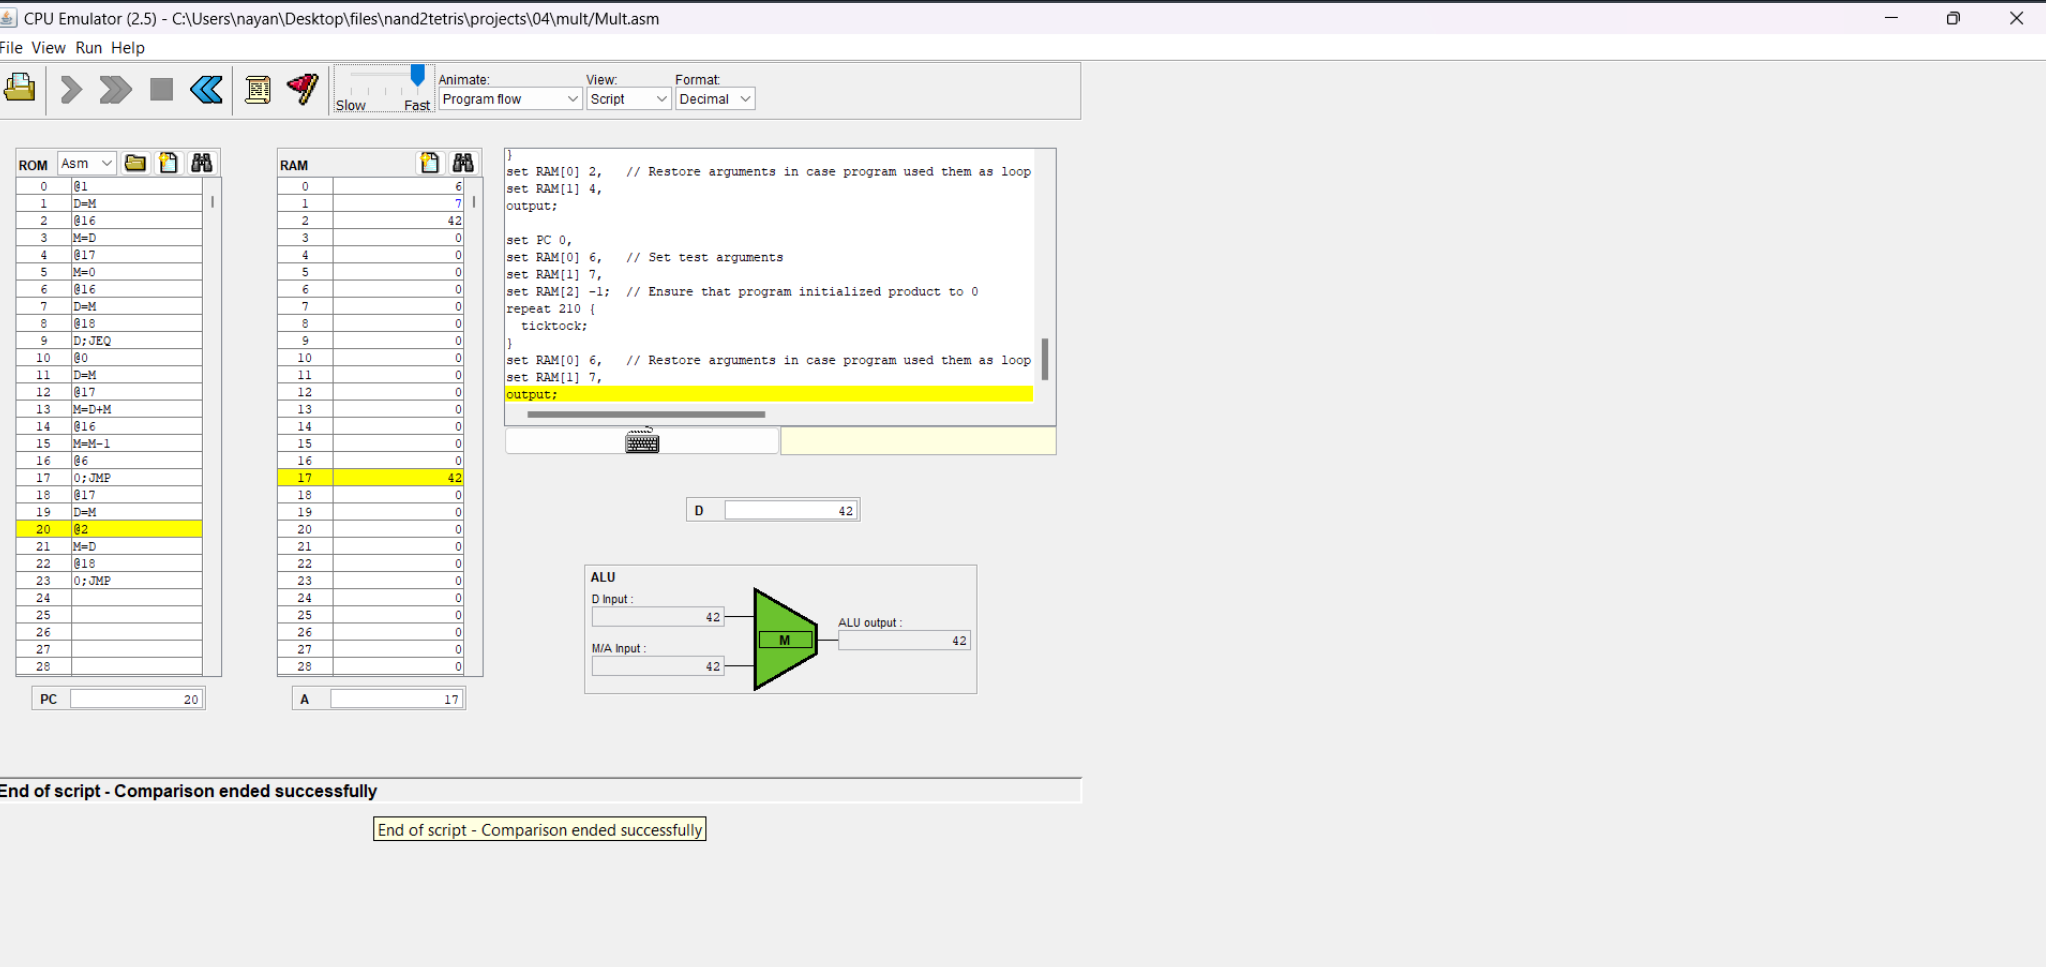 CPU Emulator (2.5) - C:\Users\nayan\Desktop\files\nand2tetris\projects\04\mult/Mult.asm
File View Run Help
Animate: View: Format:
Slow Fast Program flow Script Decimal
ROM Asm
0 @1
1 D=M
2 @16
3 M=D
4 @17
5 M=0
6 @16
7 D=M
8 @18
9 D;JEQ
10 @0
11 D=M
12 @17
13 M=D+M
14 @16
15 M=M-1
16 @6
17 0;JMP
18 @17
19 D=M
20 @2
21 M=D
22 @18
23 0;JMP
24
25
26
27
28
PC 20
RAM
0 6
1 7
2 42
3 0
4 0
5 0
6 0
7 0
8 0
9 0
10 0
11 0
12 0
13 0
14 0
15 0
16 0
17 42
18 0
19 0
20 0
21 0
22 0
23 0
24 0
25 0
26 0
27 0
28 0
A 17
}
set RAM[0] 2,   // Restore arguments in case program used them as loop
set RAM[1] 4,
output;
set PC 0,
set RAM[0] 6,   // Set test arguments
set RAM[1] 7,
set RAM[2] -1;  // Ensure that program initialized product to 0
repeat 210 {
  ticktock;
}
set RAM[0] 6,   // Restore arguments in case program used them as loop
set RAM[1] 7,
output;
D 42
ALU
D Input :
42
M/A Input :
42
M
ALU output :
42
End of script - Comparison ended successfully
End of script - Comparison ended successfully